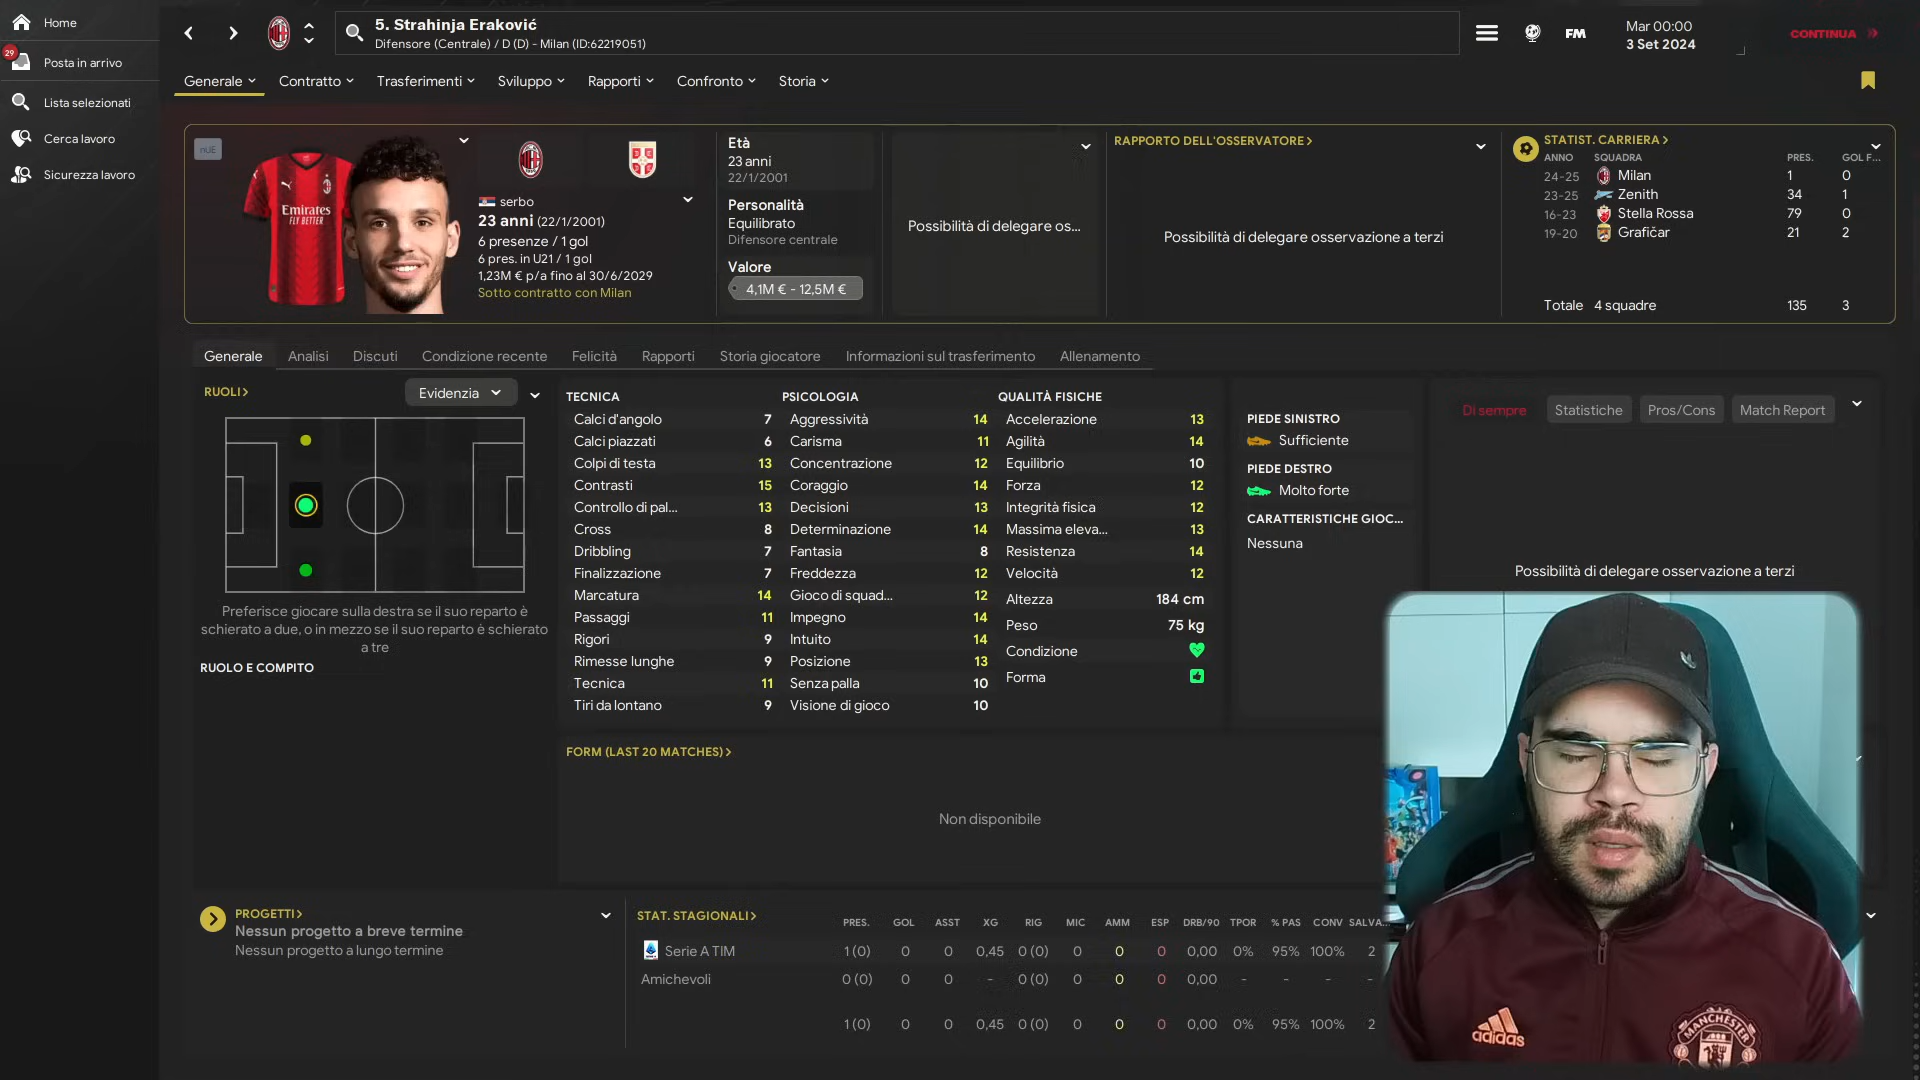 Home
29
Posta in arrivo
Lista selezionati
Cerca lavoro
Sicurezza lavoro
5. Strahinja Eraković
Difensore (Centrale) / D (D) - Milan (ID:62219051)
FM
Mar 00:00
3 Set 2024
CONTINUA
Generale
Contratto
Trasferimenti
Sviluppo
Rapporti
Confronto
Storia
nUE
Emirates
FLY BETTER
serbo
23 anni (22/1/2001)
6 presenze / 1 gol
6 pres. in U21 / 1 gol
1,23M € p/a fino al 30/6/2029
Sotto contratto con Milan
Età
23 anni
22/1/2001
Personalità
Equilibrato
Difensore centrale
Valore
4,1M € - 12,5M €
Possibilità di delegare os...
RAPPORTO DELL'OSSERVATORE
Possibilità di delegare osservazione a terzi
STATIST. CARRIERA
ANNO SQUADRA PRES. GOL F...
24-25 Milan 1 0
23-25 Zenith 34 1
16-23 Stella Rossa 79 0
19-20 Grafičar 21 2
Totale 4 squadre 135 3
Generale Analisi Discuti Condizione recente Felicità Rapporti Storia giocatore Informazioni sul trasferimento Allenamento
RUOLI
Evidenzia
Preferisce giocare sulla destra se il suo reparto è
schierato a due, o in mezzo se il suo reparto è schierato
a tre
RUOLO E COMPITO
TECNICA
Calci d'angolo 7
Calci piazzati 6
Colpi di testa 13
Contrasti 15
Controllo di pal... 13
Cross 8
Dribbling 7
Finalizzazione 7
Marcatura 14
Passaggi 11
Rigori 9
Rimesse lunghe 9
Tecnica 11
Tiri da lontano 9
PSICOLOGIA
Aggressività 14
Carisma 11
Concentrazione 12
Coraggio 14
Decisioni 13
Determinazione 14
Fantasia 8
Freddezza 12
Gioco di squad... 12
Impegno 14
Intuito 14
Posizione 13
Senza palla 10
Visione di gioco 10
QUALITÀ FISICHE
Accelerazione 13
Agilità 14
Equilibrio 10
Forza 12
Integrità fisica 12
Massima eleva... 13
Resistenza 14
Velocità 12
Altezza 184 cm
Peso 75 kg
Condizione
Forma
PIEDE SINISTRO
Sufficiente
PIEDE DESTRO
Molto forte
CARATTERISTICHE GIOC...
Nessuna
Di sempre Statistiche Pros/Cons Match Report
Possibilità di delegare osservazione a terzi
FORM (LAST 20 MATCHES)
Non disponibile
PROGETTI
Nessun progetto a breve termine
Nessun progetto a lungo termine
STAT. STAGIONALI
PRES. GOL ASST XG RIG MIC AMM ESP DRB/90 TPOR % PAS CONV SALVA...
Serie A TIM 1 (0) 0 0 0,45 0 (0) 0 0 0 0,00 0% 95% 100% 2
Amichevoli 0 (0) 0 0 - 0 (0) 0 0 0 0,00 - - - -
1 (0) 0 0 0,45 0 (0) 0 0 0 0,00 0% 95% 100% 2
adidas
MANCHESTER